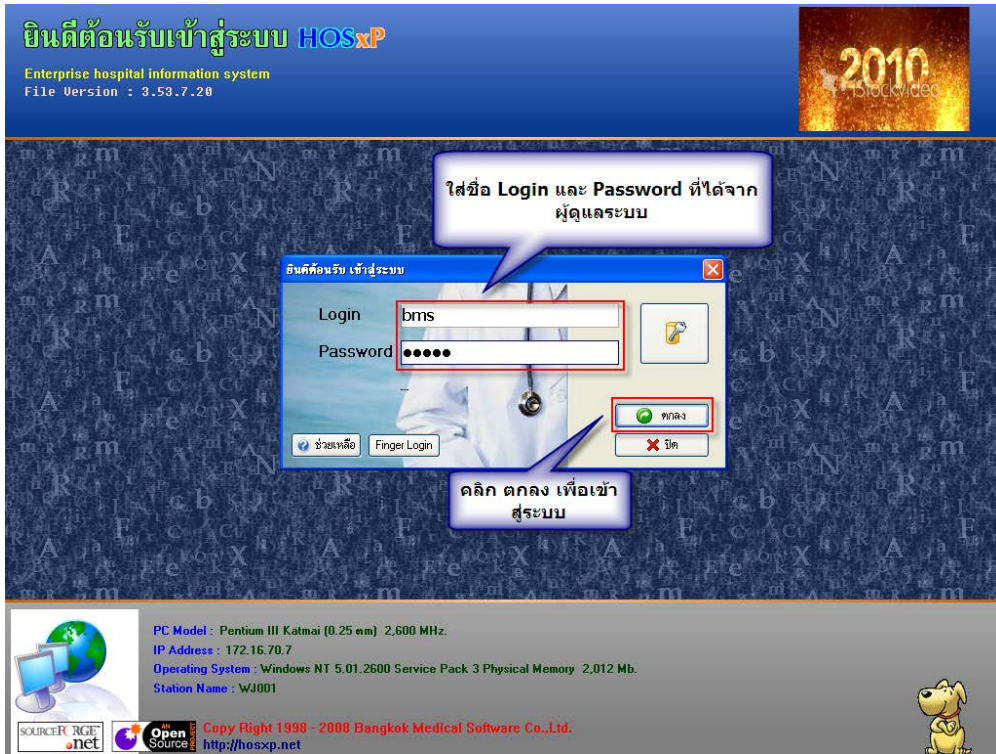 ยินดีต้อนรับเข้าสู่ระบบ HOSxP
Enterprise hospital information system
File Version : 3.53.7.20
2010
iStockvideo
ใส่ชื่อ Login และ Password ที่ได้จาก
ผู้ดูแลระบบ
ยินดีต้อนรับ เข้าสู่ระบบ
Login
bms
Password
●●●●●
...
ตกลง
ช่วยเหลือ
Finger Login
ปิด
คลิก ตกลง เพื่อเข้า
สู่ระบบ
PC Model : Pentium III Katmai (0.25 em) 2,600 MHz.
IP Address : 172.16.70.7
Operating System : Windows NT 5.01.2600 Service Pack 3 Physical Memory 2,012 Mb.
Station Name : WJ001
SOURCEFORGE
.net
AN
Open
Source
PROJECT
Copy Right 1998 - 2008 Bangkok Medical Software Co.,Ltd.
http://hosxp.net